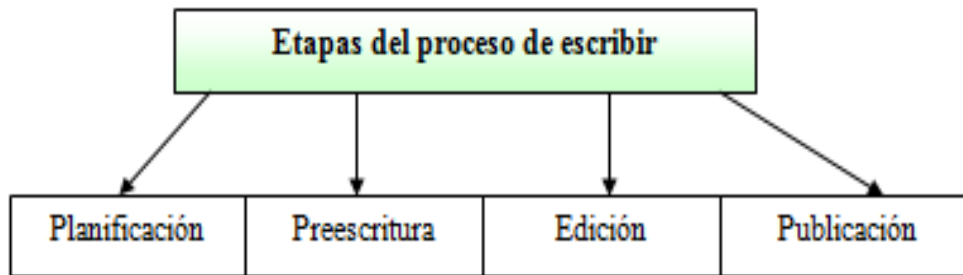 Etapas del proceso de escribir
Planificación
Preescritura
Edición
Publicación